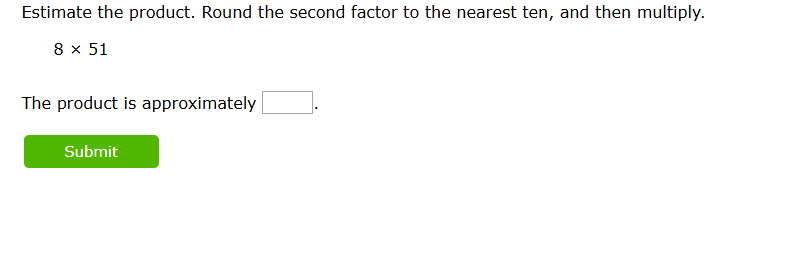 Estimate the product. Round the second factor to the nearest ten, and then multiply.
8 × 51
The product is approximately .
Submit